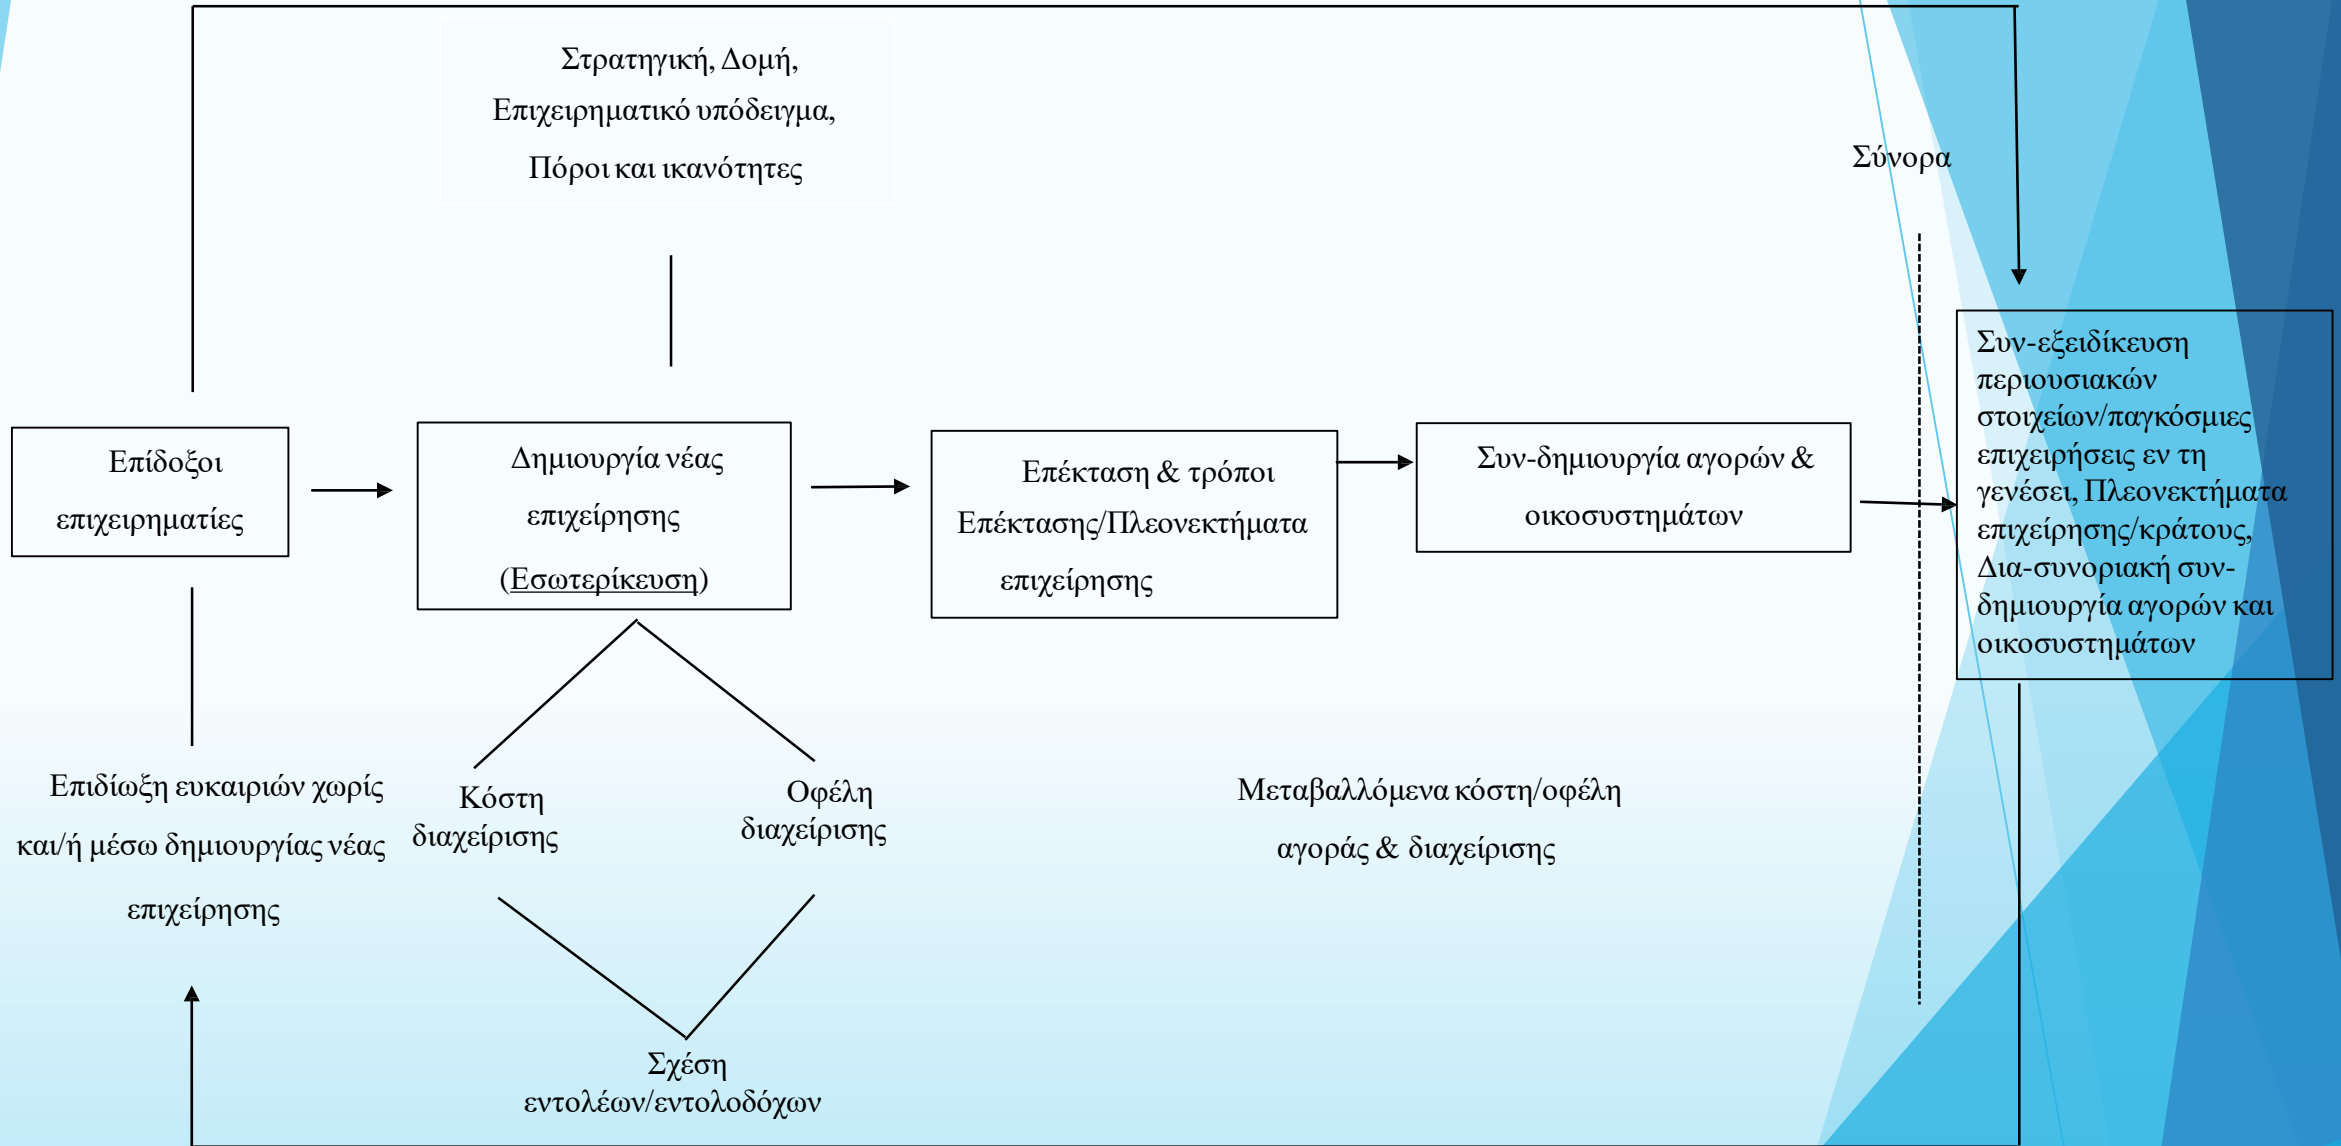 Στρατηγική, Δομή,
Επιχειρηματικό υπόδειγμα,
Πόροι και ικανότητες
Σύνορα
Επίδοξοι
επιχειρηματίες
Δημιουργία νέας
επιχείρησης
(Εσωτερίκευση)
Επέκταση & τρόποι
Επέκτασης/Πλεονεκτήματα
επιχείρησης
Συν-δημιουργία αγορών &
οικοσυστημάτων
Συν-εξειδίκευση
περιουσιακών
στοιχείων/παγκόσμιες
επιχειρήσεις εν τη
γενέσει, Πλεονεκτήματα
επιχείρησης/κράτους,
Δια-συνοριακή συν-
δημιουργία αγορών και
οικοσυστημάτων
Επιδίωξη ευκαιριών χωρίς
και/ή μέσω δημιουργίας νέας
επιχείρησης
Κόστη
διαχείρισης
Οφέλη
διαχείρισης
Μεταβαλλόμενα κόστη/οφέλη
αγοράς & διαχείρισης
Σχέση
εντολέων/εντολοδόχων